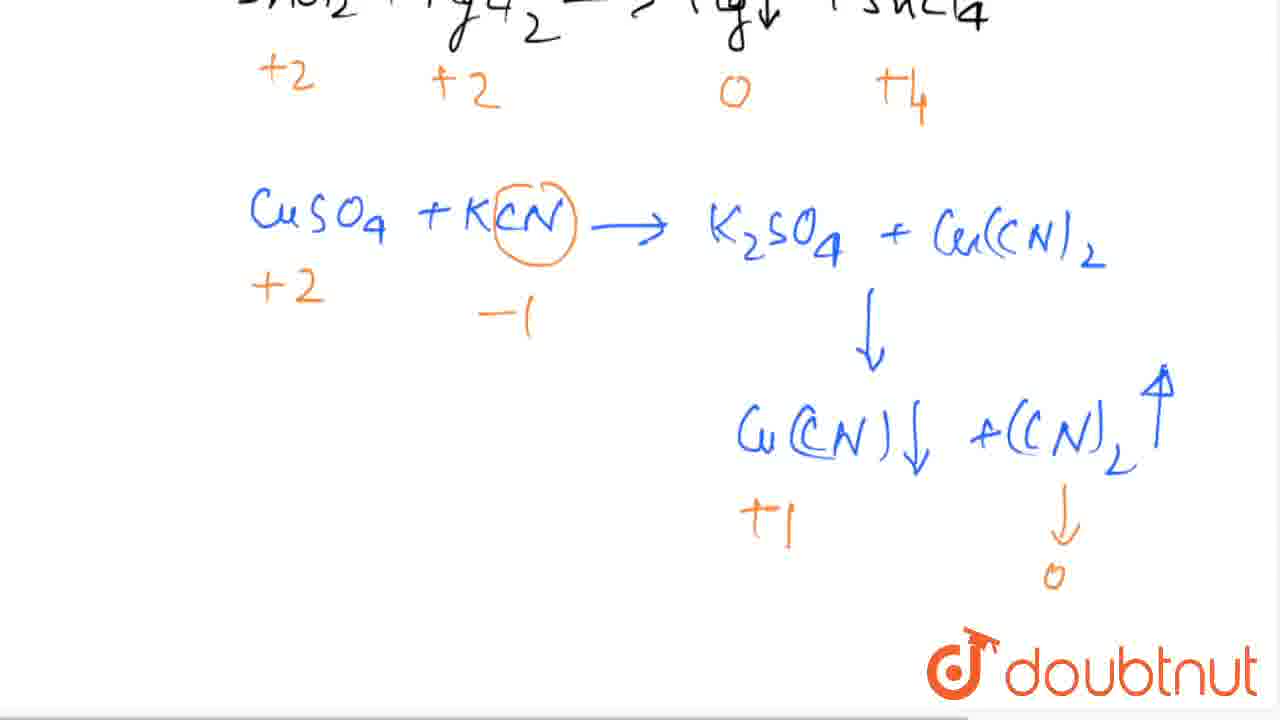 + SnCl4
+2 +2 0 +4
CuSO4 + KCN → K2SO4 + Cu(CN)2
+2 -1
↓
Cu(CN)↓ + (CN)2 ↑
+1 ↓
0
doubtnut